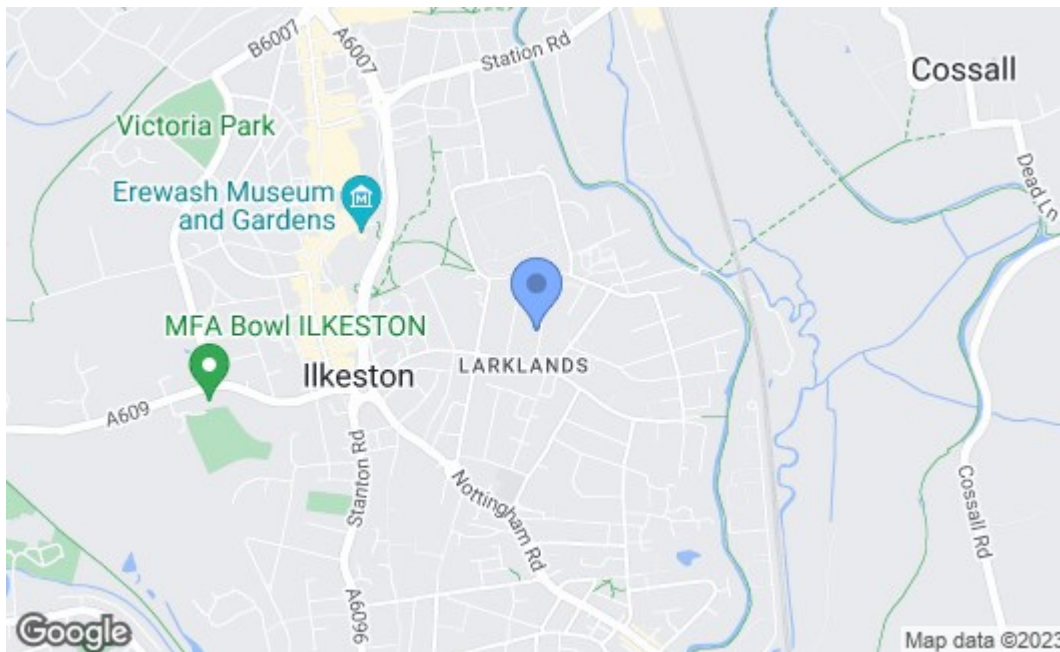 B6007
A6007
Station Rd
Cossall
Victoria Park
Dead Ln
Erewash Museum
and Gardens
MFA Bowl ILKESTON
LARKLANDS
Ilkeston
A609
Stanton Rd
Nottingham Rd
Cossall Rd
A6096
Google
Map data ©2023